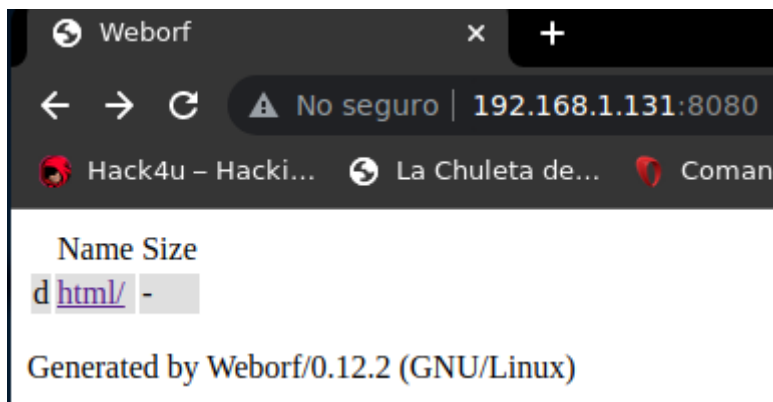 Weborf
No seguro | 192.168.1.131:8080
Hack4u – Hacki... La Chuleta de... Coman
Name Size
d html/ -
Generated by Weborf/0.12.2 (GNU/Linux)